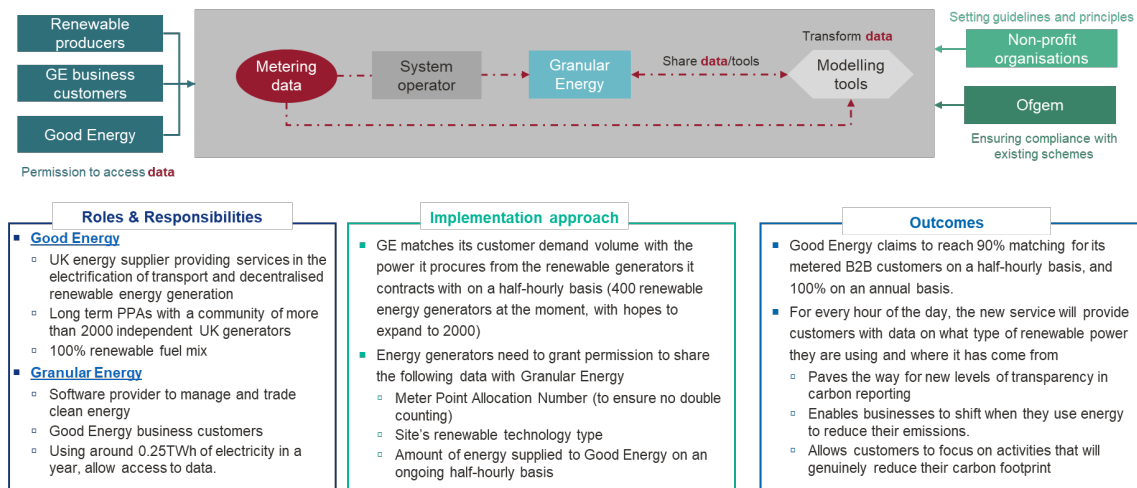 Renewable
producers
GE business
customers
Good Energy
Permission to access data
Metering
data
System
operator
Granular
Energy
Share data/tools
Transform data
Modelling
tools
Setting guidelines and principles
Non-profit
organisations
Ofgem
Ensuring compliance with
existing schemes
Roles & Responsibilities
▪ Good Energy
▫ UK energy supplier providing services in the
electrification of transport and decentralised
renewable energy generation
▫ Long term PPAs with a community of more
than 2000 independent UK generators
▫ 100% renewable fuel mix
▪ Granular Energy
▫ Software provider to manage and trade
clean energy
▫ Good Energy business customers
▫ Using around 0.25TWh of electricity in a
year, allow access to data.
Implementation approach
▪ GE matches its customer demand volume with the
power it procures from the renewable generators it
contracts with on a half-hourly basis (400 renewable
energy generators at the moment, with hopes to
expand to 2000)
▪ Energy generators need to grant permission to share
the following data with Granular Energy
▫ Meter Point Allocation Number (to ensure no double
counting)
▫ Site's renewable technology type
▫ Amount of energy supplied to Good Energy on an
ongoing half-hourly basis
Outcomes
▪ Good Energy claims to reach 90% matching for its
metered B2B customers on a half-hourly basis, and
100% on an annual basis.
▪ For every hour of the day, the new service will provide
customers with data on what type of renewable power
they are using and where it has come from
▫ Paves the way for new levels of transparency in
carbon reporting
▫ Enables businesses to shift when they use energy
to reduce their emissions.
▫ Allows customers to focus on activities that will
genuinely reduce their carbon footprint